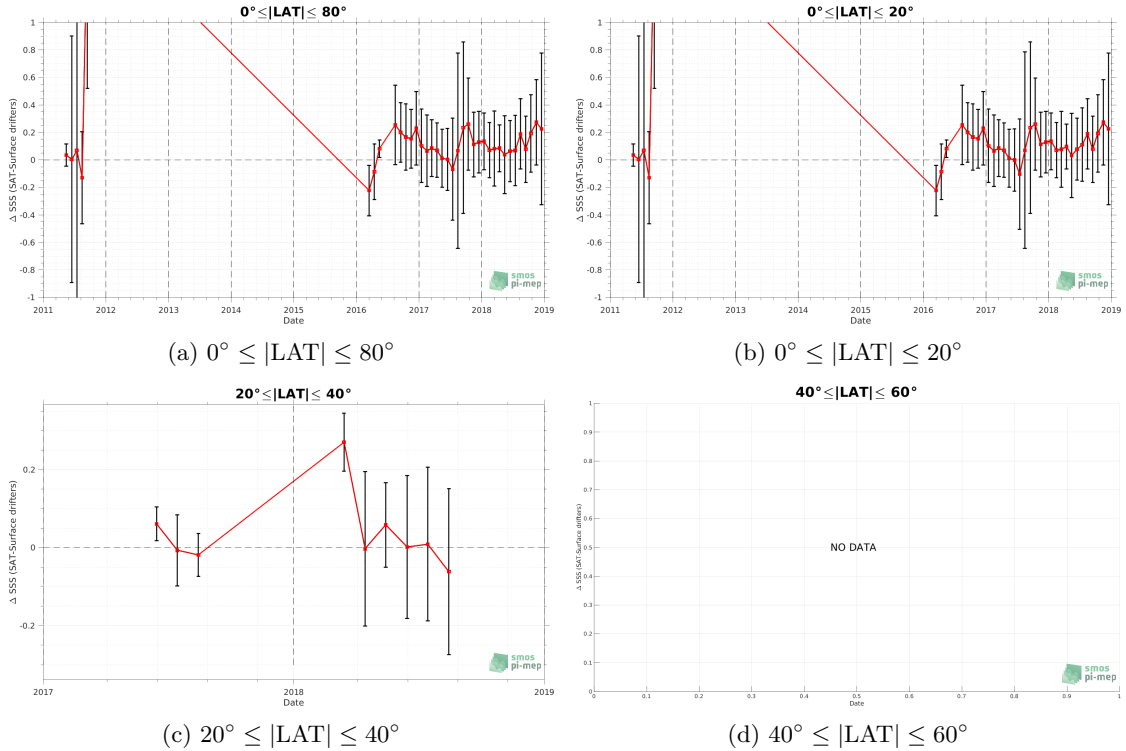 0°≤|LAT|≤ 80°
1
0.8
0.6
0.4
0.2
0
-0.2
-0.4
-0.6
-0.8
-1
Δ SSS (SAT-Surface drifters)
2011 2012 2013 2014 2015 2016 2017 2018 2019
Date
smos
pi-mep
(a) 0° ≤ |LAT| ≤ 80°
0°≤|LAT|≤ 20°
1
0.8
0.6
0.4
0.2
0
-0.2
-0.4
-0.6
-0.8
-1
Δ SSS (SAT-Surface drifters)
2011 2012 2013 2014 2015 2016 2017 2018 2019
Date
smos
pi-mep
(b) 0° ≤ |LAT| ≤ 20°
20°≤|LAT|≤ 40°
0.2
0
-0.2
Δ SSS (SAT-Surface drifters)
2017 2018 2019
Date
smos
pi-mep
(c) 20° ≤ |LAT| ≤ 40°
40°≤|LAT|≤ 60°
1
0.9
0.8
0.7
0.6
0.5
0.4
0.3
0.2
0.1
0
Δ SSS (SAT-Surface drifters)
NO DATA
0 0.1 0.2 0.3 0.4 0.5 0.6 0.7 0.8 0.9 1
Date
smos
pi-mep
(d) 40° ≤ |LAT| ≤ 60°